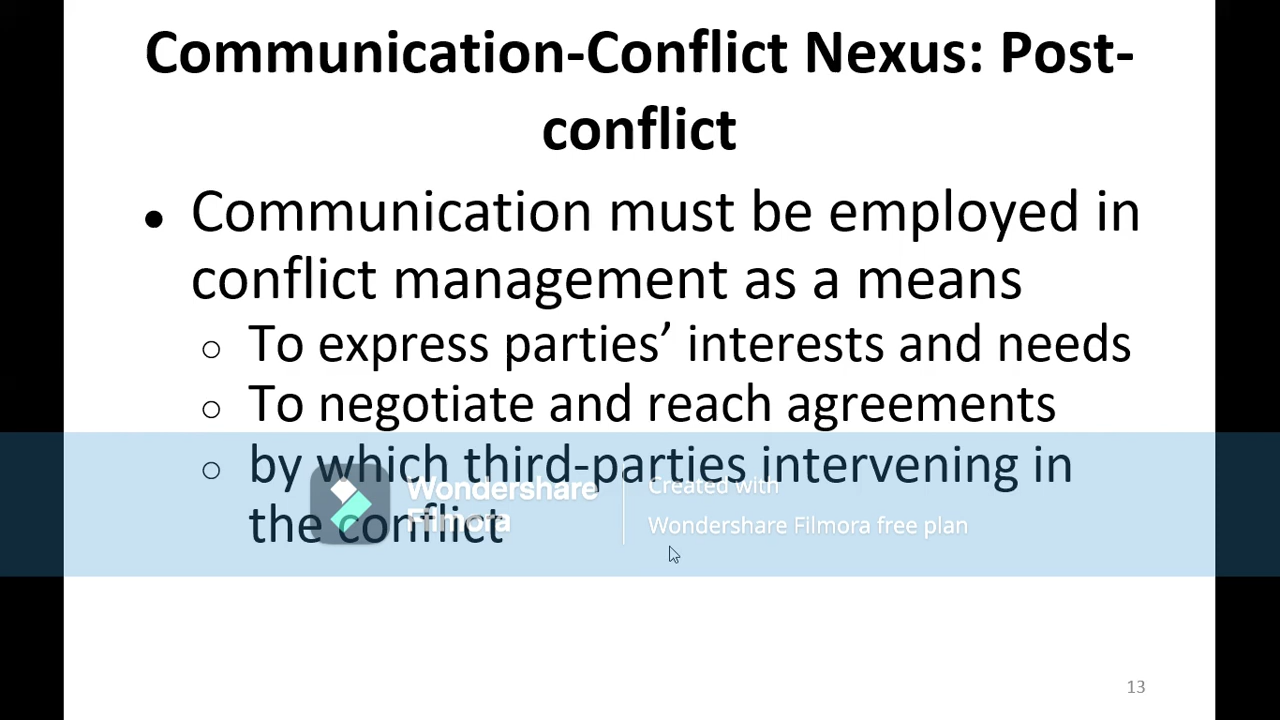 Communication-Conflict Nexus: Post-
conflict
● Communication must be employed in
conflict management as a means
○ To express parties’ interests and needs
○ To negotiate and reach agreements
○ by which third-parties intervening in
the conflict
Wondershare
Filmora
Created with
Wondershare Filmora free plan
13